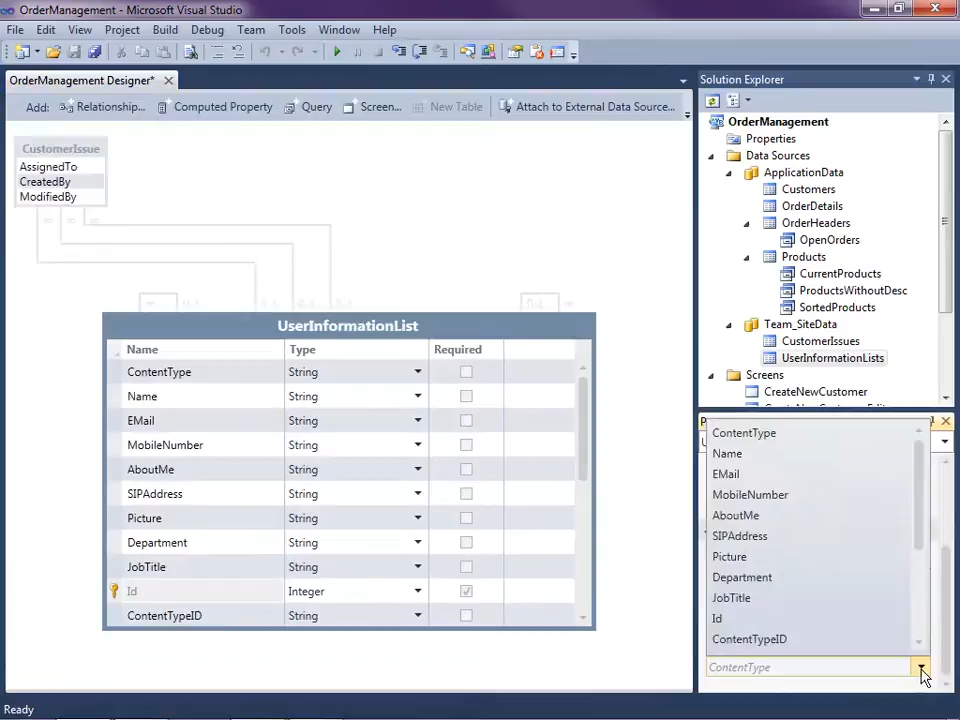 OrderManagement - Microsoft Visual Studio
File Edit View Project Build Debug Team Tools Window Help
OrderManagement Designer*
Add: Relationship... Computed Property Query Screen... New Table Attach to External Data Source...
CustomerIssue
AssignedTo
CreatedBy
ModifiedBy
UserInformationList
Name Type Required
ContentType String
Name String
EMail String
MobileNumber String
AboutMe String
SIPAddress String
Picture String
Department String
JobTitle String
Id Integer
ContentTypeID String
Solution Explorer
OrderManagement
Properties
Data Sources
ApplicationData
Customers
OrderDetails
OrderHeaders
OpenOrders
Products
CurrentProducts
ProductsWithoutDesc
SortedProducts
Team_SiteData
CustomerIssues
UserInformationLists
Screens
CreateNewCustomer
ContentType
Name
EMail
MobileNumber
AboutMe
SIPAddress
Picture
Department
JobTitle
Id
ContentTypeID
ContentType
Ready